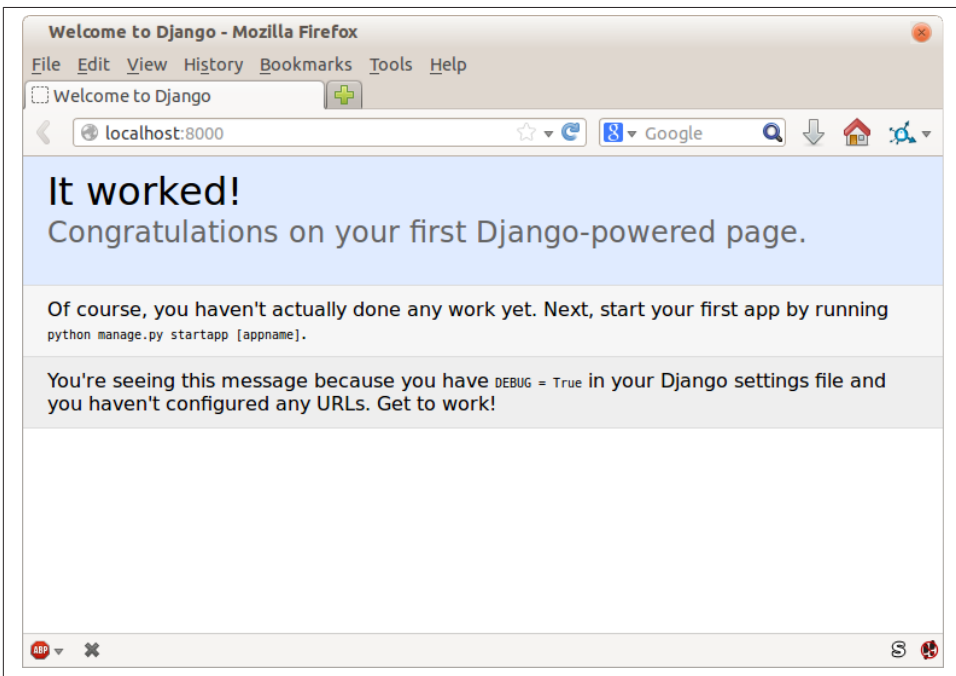 Welcome to Django - Mozilla Firefox
File Edit View History Bookmarks Tools Help
Welcome to Django
localhost:8000
8 Google
It worked!
Congratulations on your first Django-powered page.
Of course, you haven't actually done any work yet. Next, start your first app by running
python manage.py startapp [appname].
You're seeing this message because you have DEBUG = True in your Django settings file and
you haven't configured any URLs. Get to work!
ABP
S